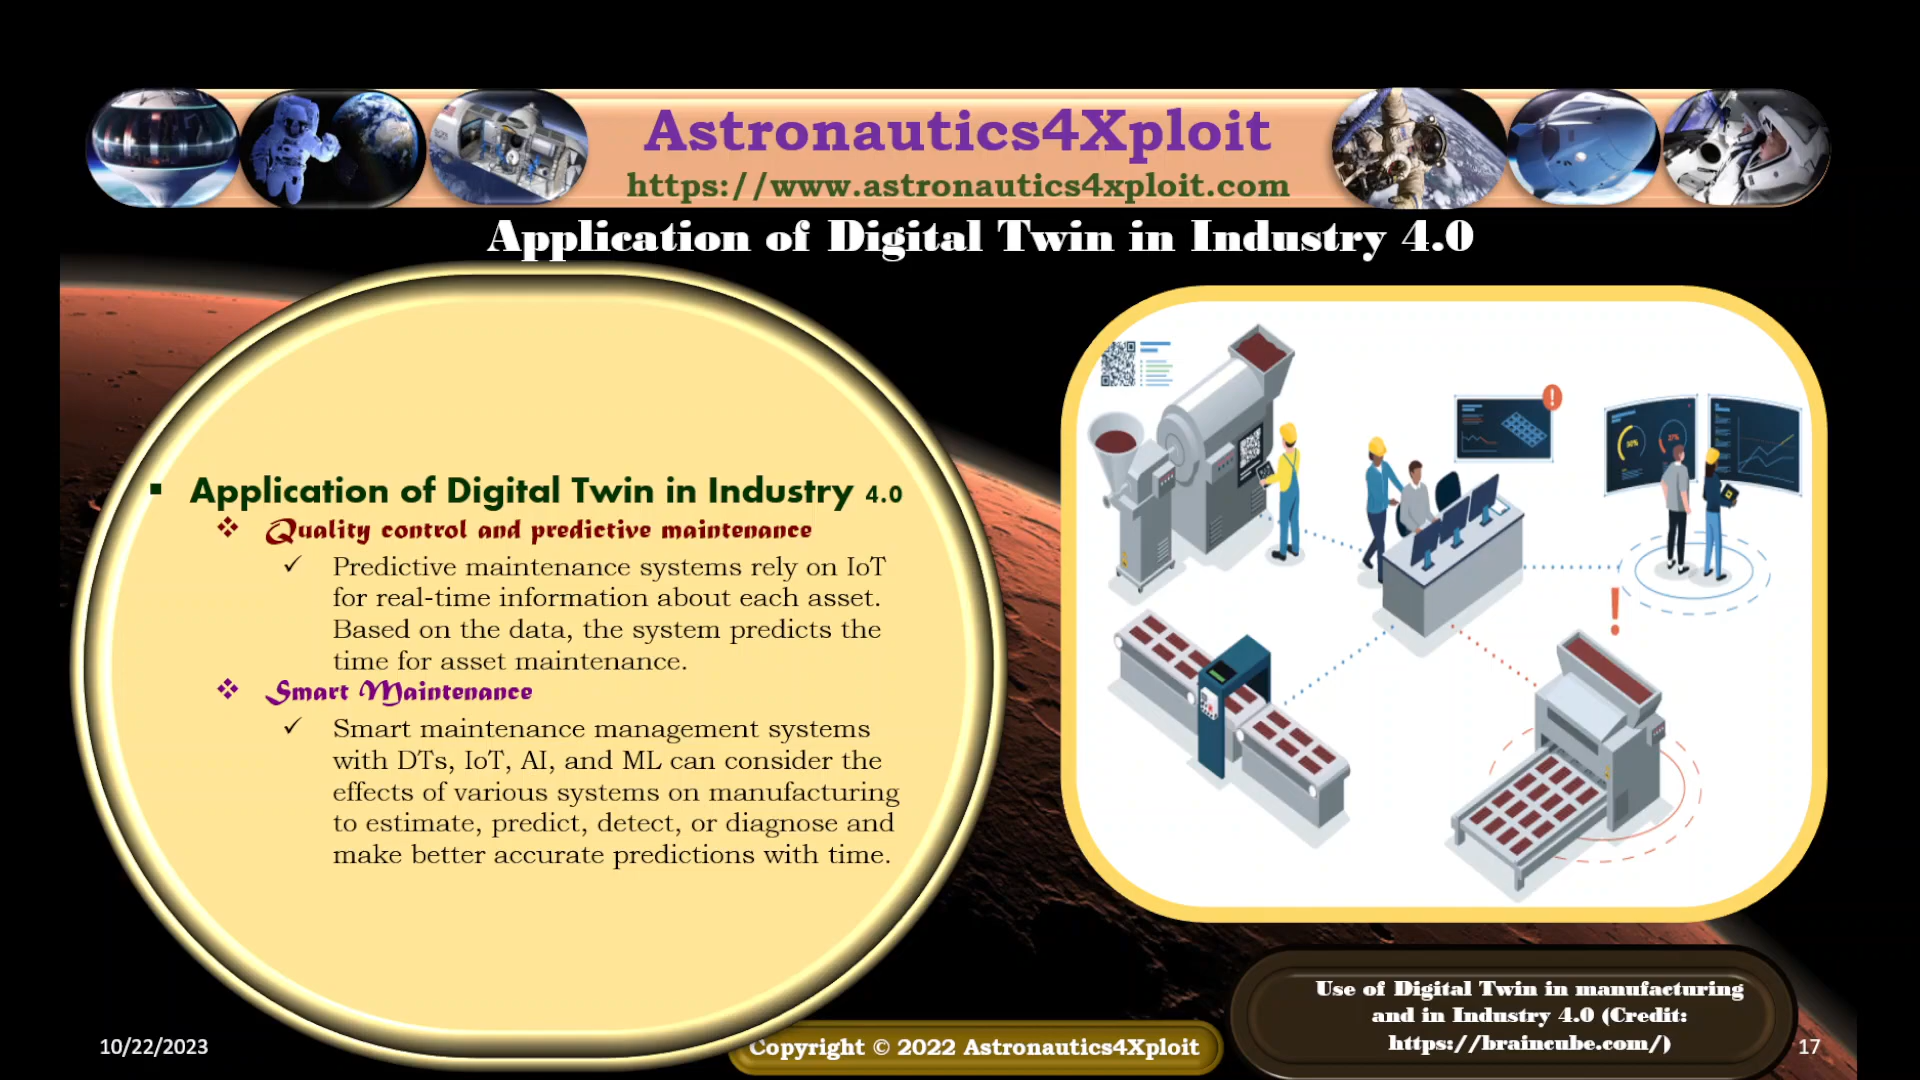 Astronautics4Xploit
https://www.astronautics4xploit.com
Application of Digital Twin in Industry 4.0
▪ Application of Digital Twin in Industry 4.0
❖ Quality control and predictive maintenance
✓ Predictive maintenance systems rely on IoT
for real-time information about each asset.
Based on the data, the system predicts the
time for asset maintenance.
❖ Smart Maintenance
✓ Smart maintenance management systems
with DTs, IoT, AI, and ML can consider the
effects of various systems on manufacturing
to estimate, predict, detect, or diagnose and
make better accurate predictions with time.
!
!
Use of Digital Twin in manufacturing
and in Industry 4.0 (Credit:
https://braincube.com/)
10/22/2023
Copyright © 2022 Astronautics4Xploit
17